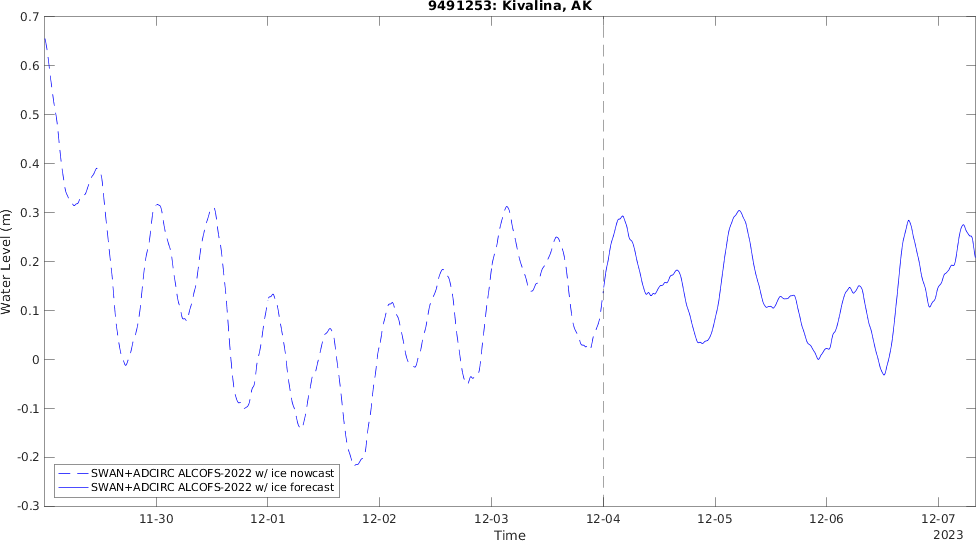 9491253: Kivalina, AK
0.7
0.6
0.5
0.4
0.3
0.2
0.1
0
-0.1
-0.2
-0.3
Water Level (m)
SWAN+ADCIRC ALCOFS-2022 w/ ice nowcast
SWAN+ADCIRC ALCOFS-2022 w/ ice forecast
11-30 12-01 12-02 12-03 12-04 12-05 12-06 12-07
Time
2023